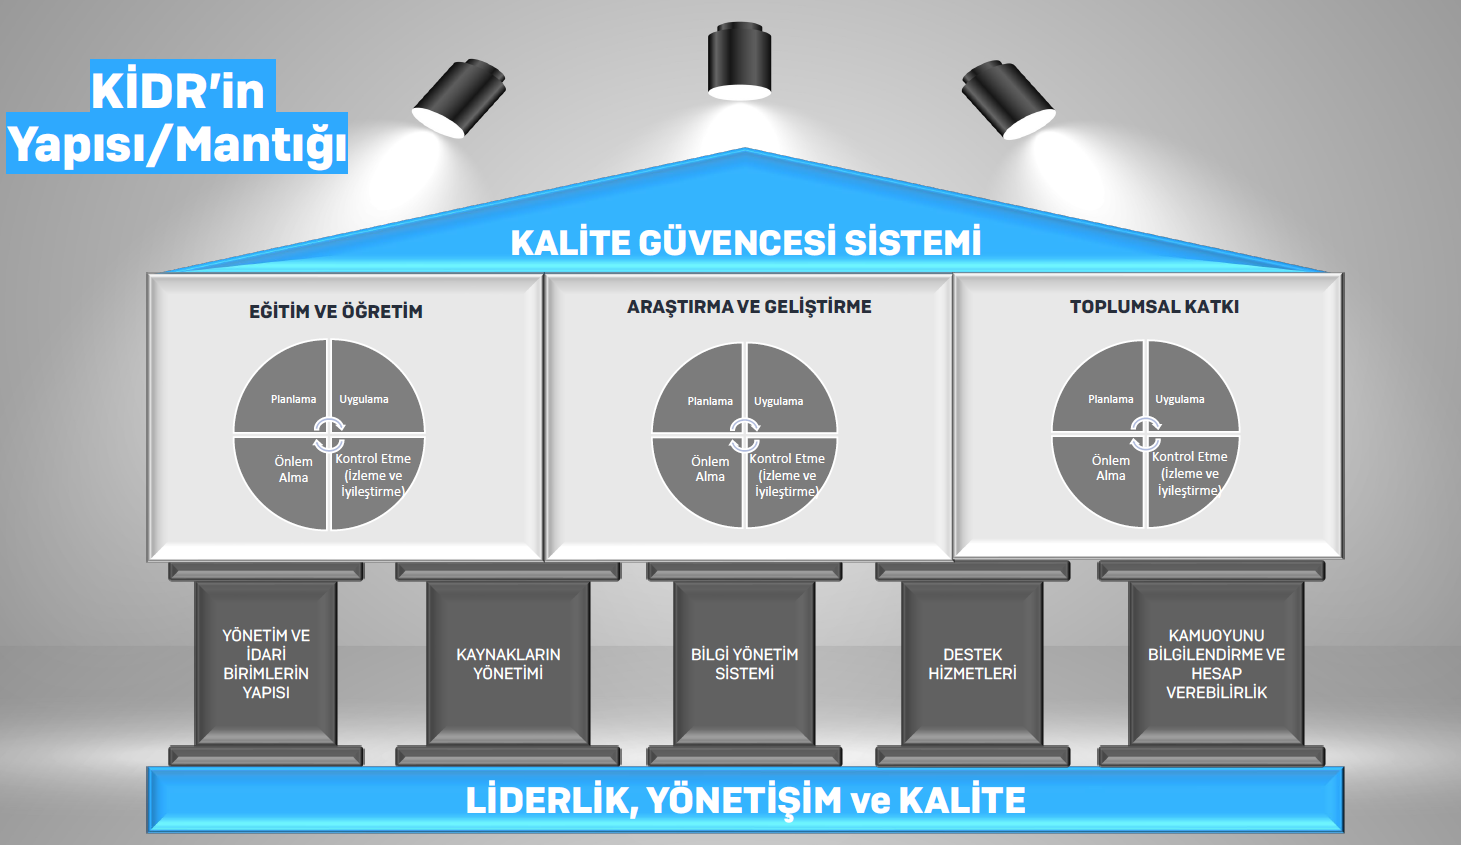 KİDR’in
Yapısı/Mantığı
KALİTE GÜVENCESİ SİSTEMİ
EĞİTİM VE ÖĞRETİM
Planlama
Uygulama
Önlem
Alma
Kontrol Etme
(İzleme ve
İyileştirme)
ARAŞTIRMA VE GELİŞTİRME
Planlama
Uygulama
Önlem
Alma
Kontrol Etme
(İzleme ve
İyileştirme)
TOPLUMSAL KATKI
Planlama
Uygulama
Önlem
Alma
Kontrol Etme
(İzleme ve
İyileştirme)
YÖNETİM VE
İDARİ
BİRİMLERİN
YAPISI
KAYNAKLARIN
YÖNETİMİ
BİLGİ YÖNETİM
SİSTEMİ
DESTEK
HİZMETLERİ
KAMUOYUNU
BİLGİLENDİRME VE
HESAP
VEREBİLİRLİK
LİDERLİK, YÖNETİŞİM ve KALİTE